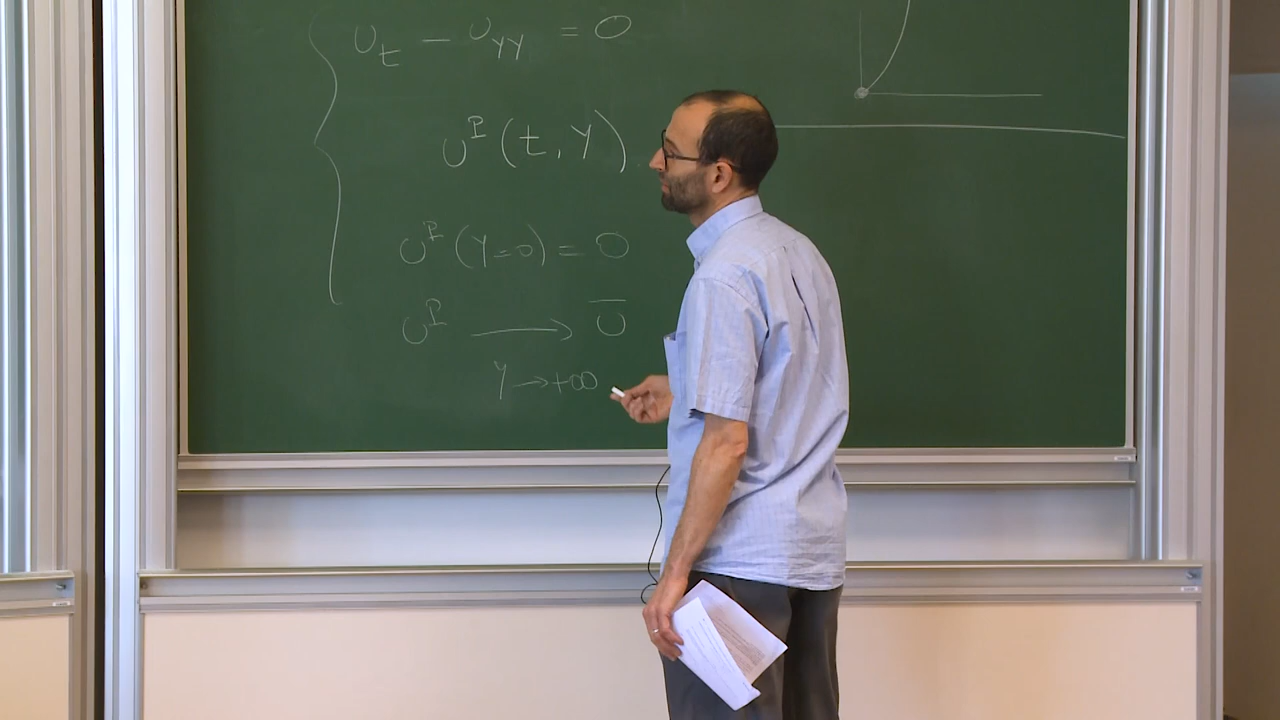 U_t - U_YY = 0
U^P (t, Y)
U^P (Y=0) = 0
U^P → Ū
Y → +∞